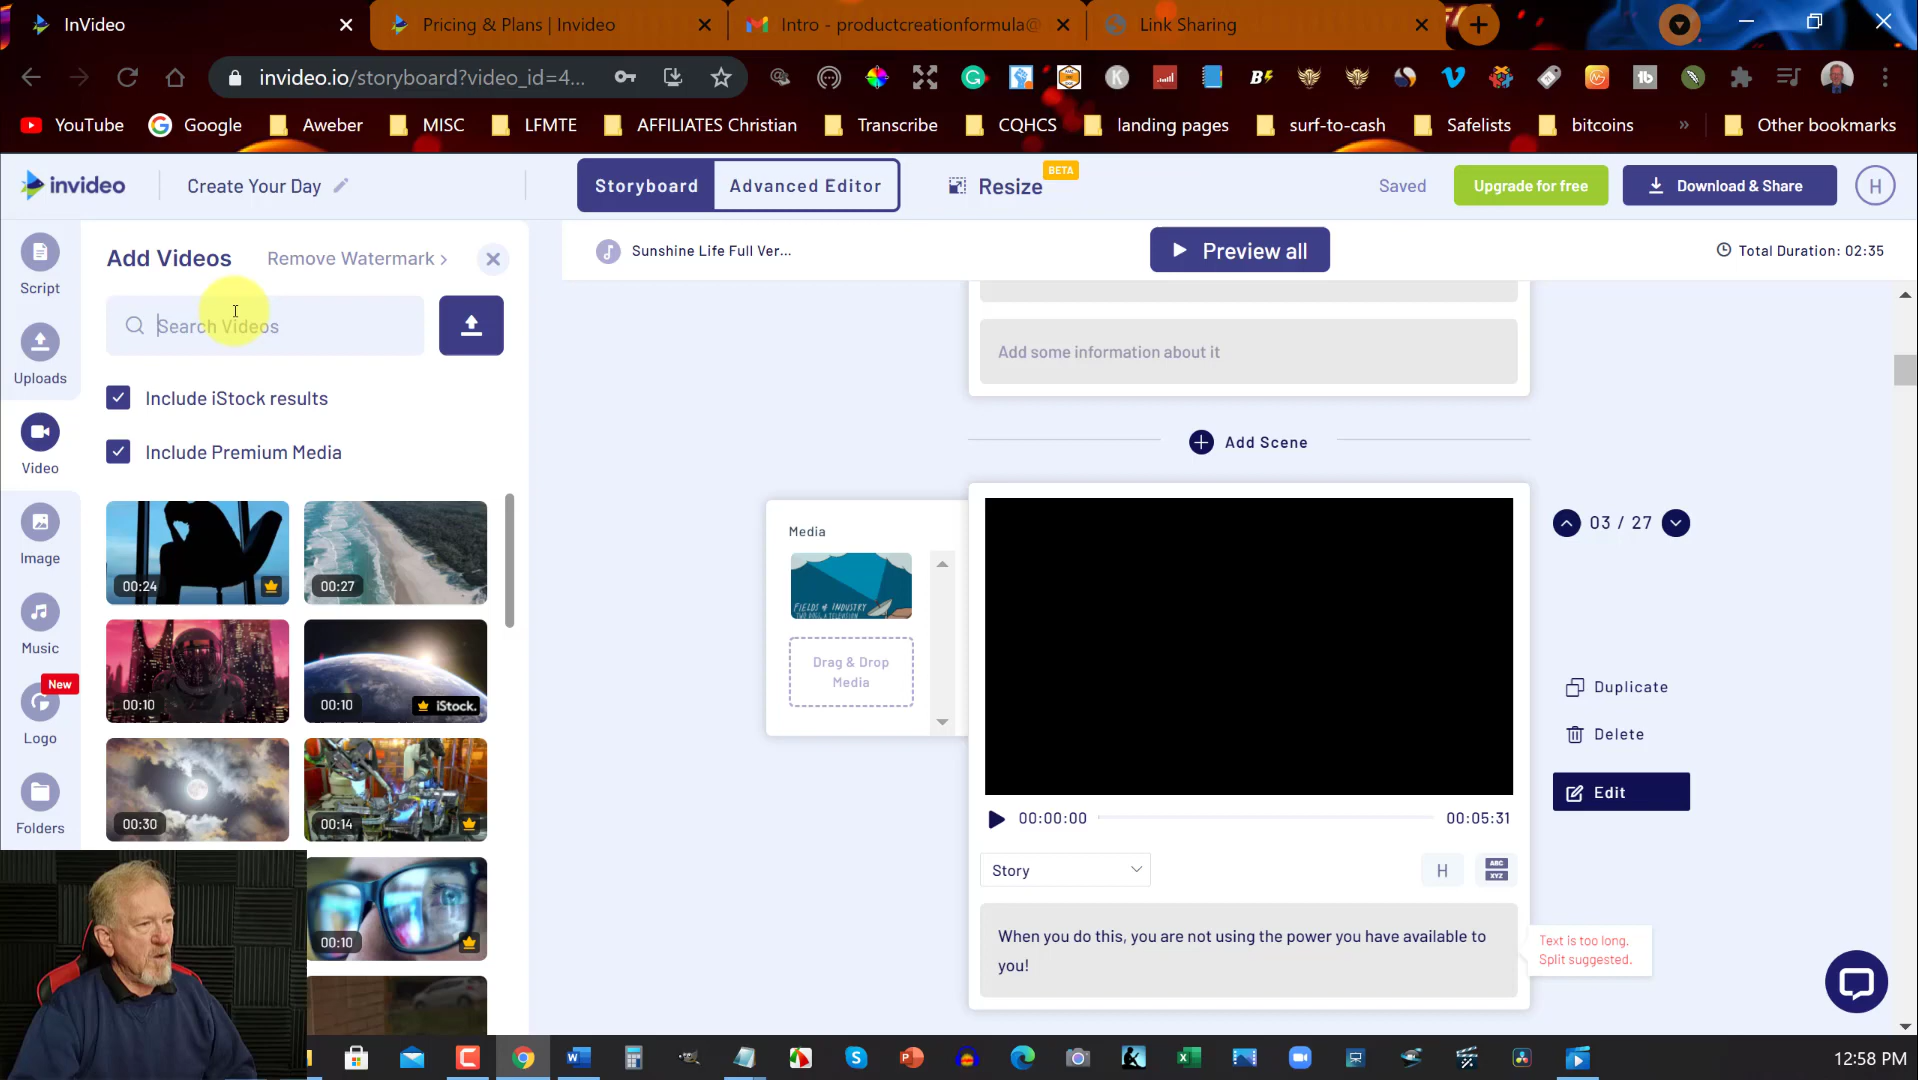 InVideo
Pricing & Plans | Invideo
Intro - productcreationformula@
Link Sharing
invideo.io/storyboard?video_id=4...
YouTube
Google
Aweber
MISC
LFMTE
AFFILIATES Christian
Transcribe
CQHCS
landing pages
surf-to-cash
Safelists
bitcoins
»
Other bookmarks
invideo
Create Your Day
Storyboard
Advanced Editor
Resize
BETA
Saved
Upgrade for free
Download & Share
H
Script
Uploads
Video
Image
Music
New
Logo
Folders
Add Videos
Remove Watermark >
Search Videos
Include iStock results
Include Premium Media
00:24
00:27
00:10
00:10
iStock.
00:30
00:14
00:10
Sunshine Life Full Ver...
Preview all
Total Duration: 02:35
Add some information about it
Add Scene
Media
FIELDS of INDUSTRY
Drag & Drop
Media
03 / 27
Duplicate
Delete
Edit
00:00:00
00:05:31
Story
H
ABC
XYZ
When you do this, you are not using the power you have available to
you!
Text is too long.
Split suggested.
12:58 PM